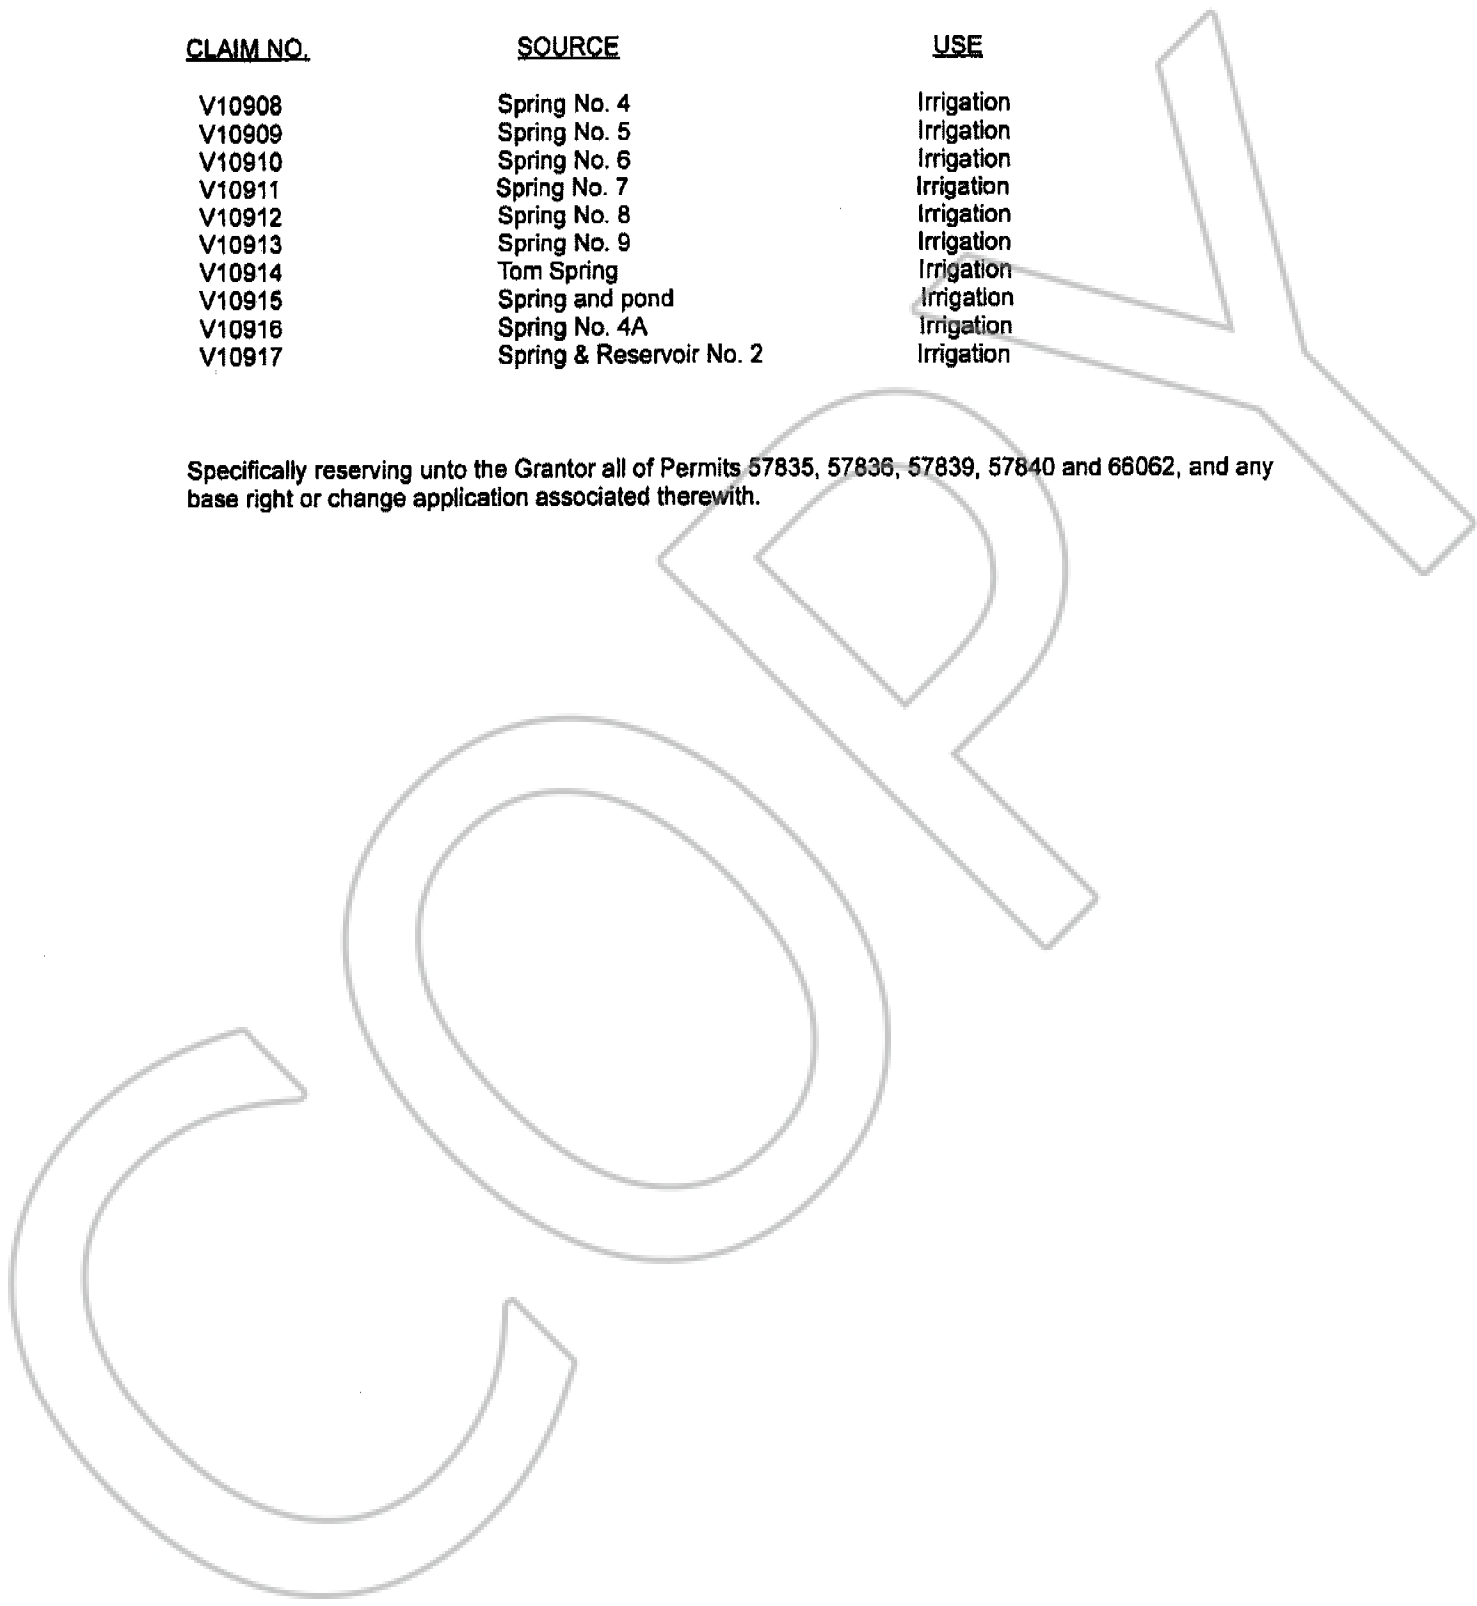 CLAIM NO. SOURCE USE
V10908 Spring No. 4 Irrigation
V10909 Spring No. 5 Irrigation
V10910 Spring No. 6 Irrigation
V10911 Spring No. 7 Irrigation
V10912 Spring No. 8 Irrigation
V10913 Spring No. 9 Irrigation
V10914 Tom Spring Irrigation
V10915 Spring and pond Irrigation
V10916 Spring No. 4A Irrigation
V10917 Spring & Reservoir No. 2 Irrigation
Specifically reserving unto the Grantor all of Permits 57835, 57836, 57839, 57840 and 66062, and any
base right or change application associated therewith.
COPY